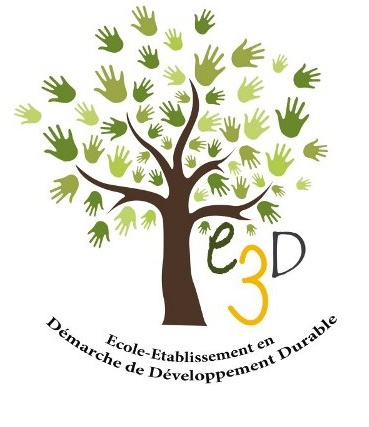 e3D
Ecole-Etablissement en
Démarche de Développement Durable